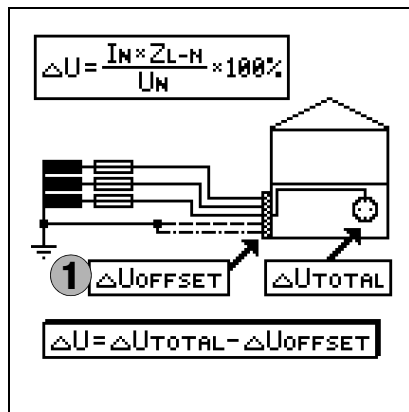 △U = IN×ZL-N / UN ×100%
1 △UOFFSET △UTOTAL
△U = △UTOTAL - △UOFFSET